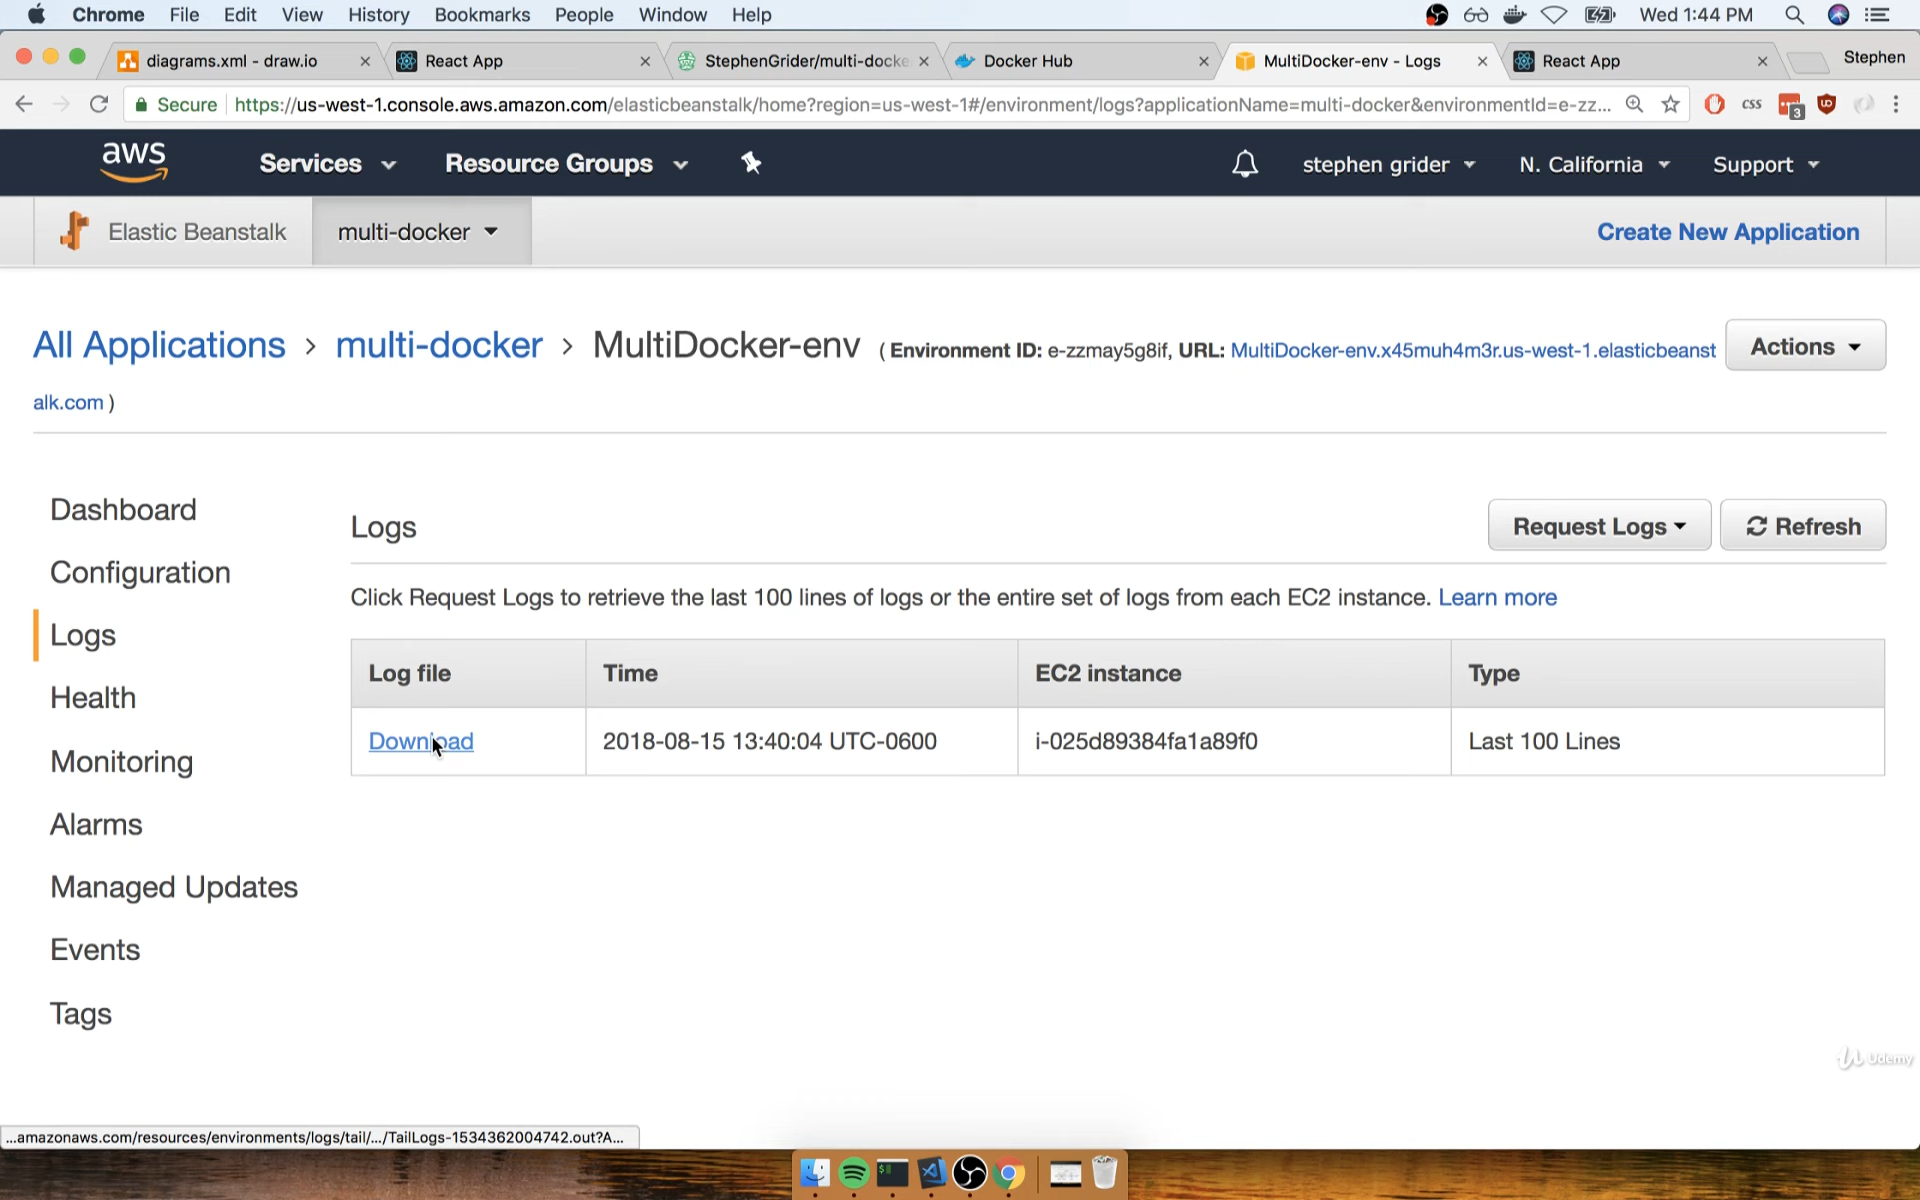 Chrome File Edit View History Bookmarks People Window Help Wed 1:44 PM
diagrams.xml - draw.io React App StephenGrider/multi-docke Docker Hub MultiDocker-env - Logs React App Stephen
Secure https://us-west-1.console.aws.amazon.com/elasticbeanstalk/home?region=us-west-1#/environment/logs?applicationName=multi-docker&environmentId=e-zz... css 3
aws Services Resource Groups stephen grider N. California Support
Elastic Beanstalk multi-docker Create New Application
All Applications > multi-docker > MultiDocker-env ( Environment ID: e-zzmay5g8if, URL: MultiDocker-env.x45muh4m3r.us-west-1.elasticbeanst
alk.com )
Actions
Dashboard
Configuration
Logs
Health
Monitoring
Alarms
Managed Updates
Events
Tags
Logs
Request Logs Refresh
Click Request Logs to retrieve the last 100 lines of logs or the entire set of logs from each EC2 instance. Learn more
Log file Time EC2 instance Type
Download 2018-08-15 13:40:04 UTC-0600 i-025d89384fa1a89f0 Last 100 Lines
Udemy
...amazonaws.com/resources/environments/logs/tail/.../TailLogs-1534362004742.out?A...